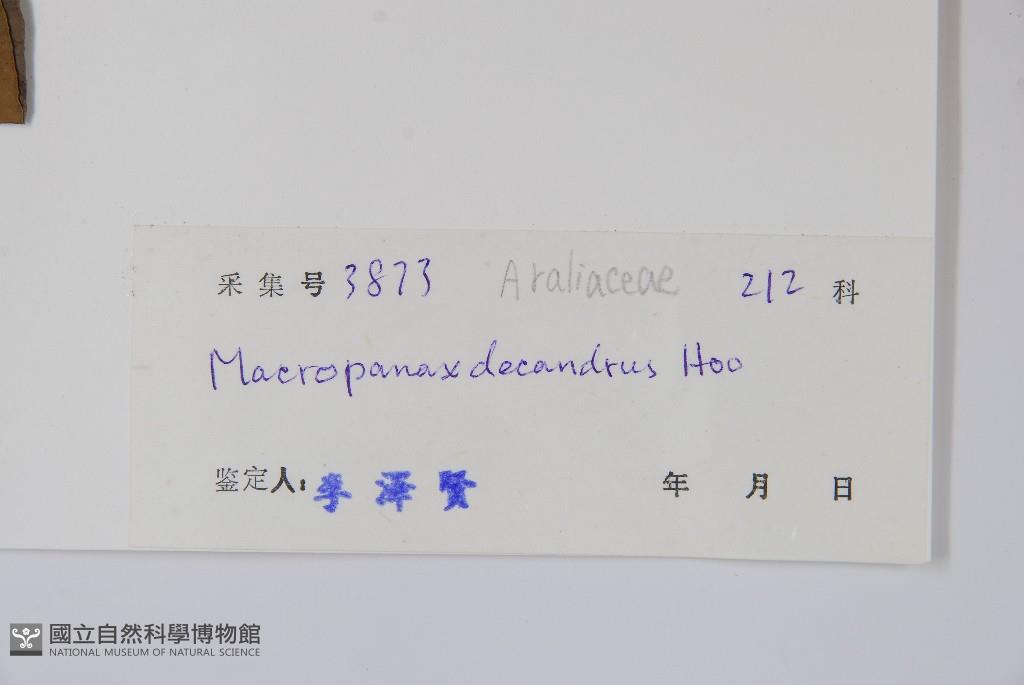 采集号 3873 Araliaceae 212 科
Macropanax decandrus Hoo
鉴定人: 李泽贤 年 月 日
國立自然科學博物館
NATIONAL MUSEUM OF NATURAL SCIENCE